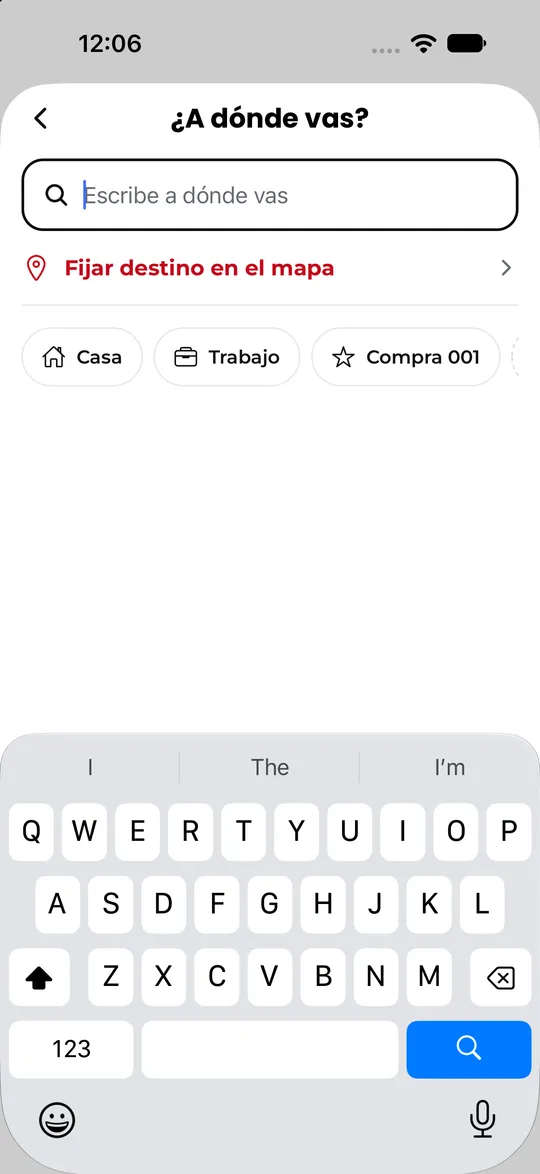 12:06
¿A dónde vas?
Escribe a dónde vas
Fijar destino en el mapa
Casa Trabajo Compra 001
I The I'm
Q W E R T Y U I O P
A S D F G H J K L
Z X C V B N M
123